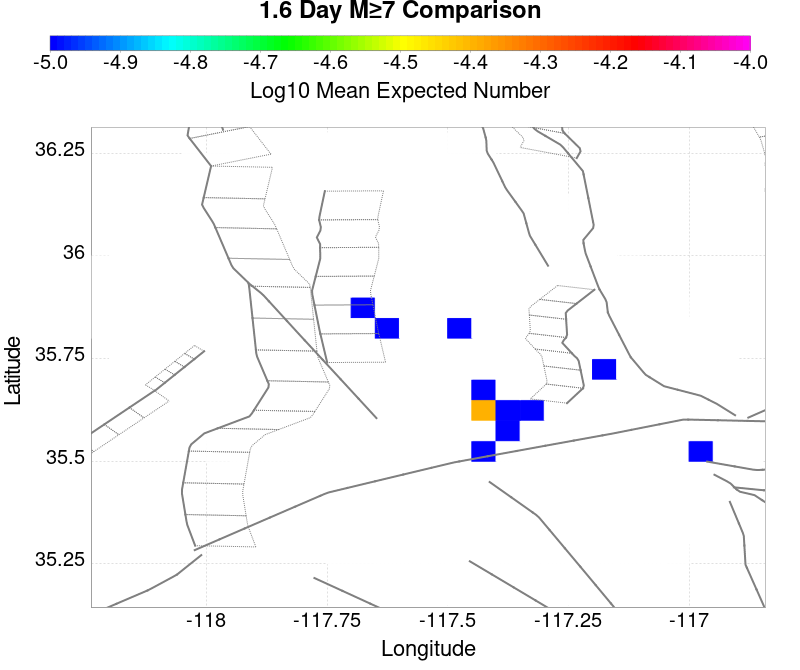 1.6 Day M≥7 Comparison
-5.0 -4.9 -4.8 -4.7 -4.6 -4.5 -4.4 -4.3 -4.2 -4.1 -4.0
Log10 Mean Expected Number
36.25
36
35.75
35.5
35.25
Latitude
-118 -117.75 -117.5 -117.25 -117
Longitude